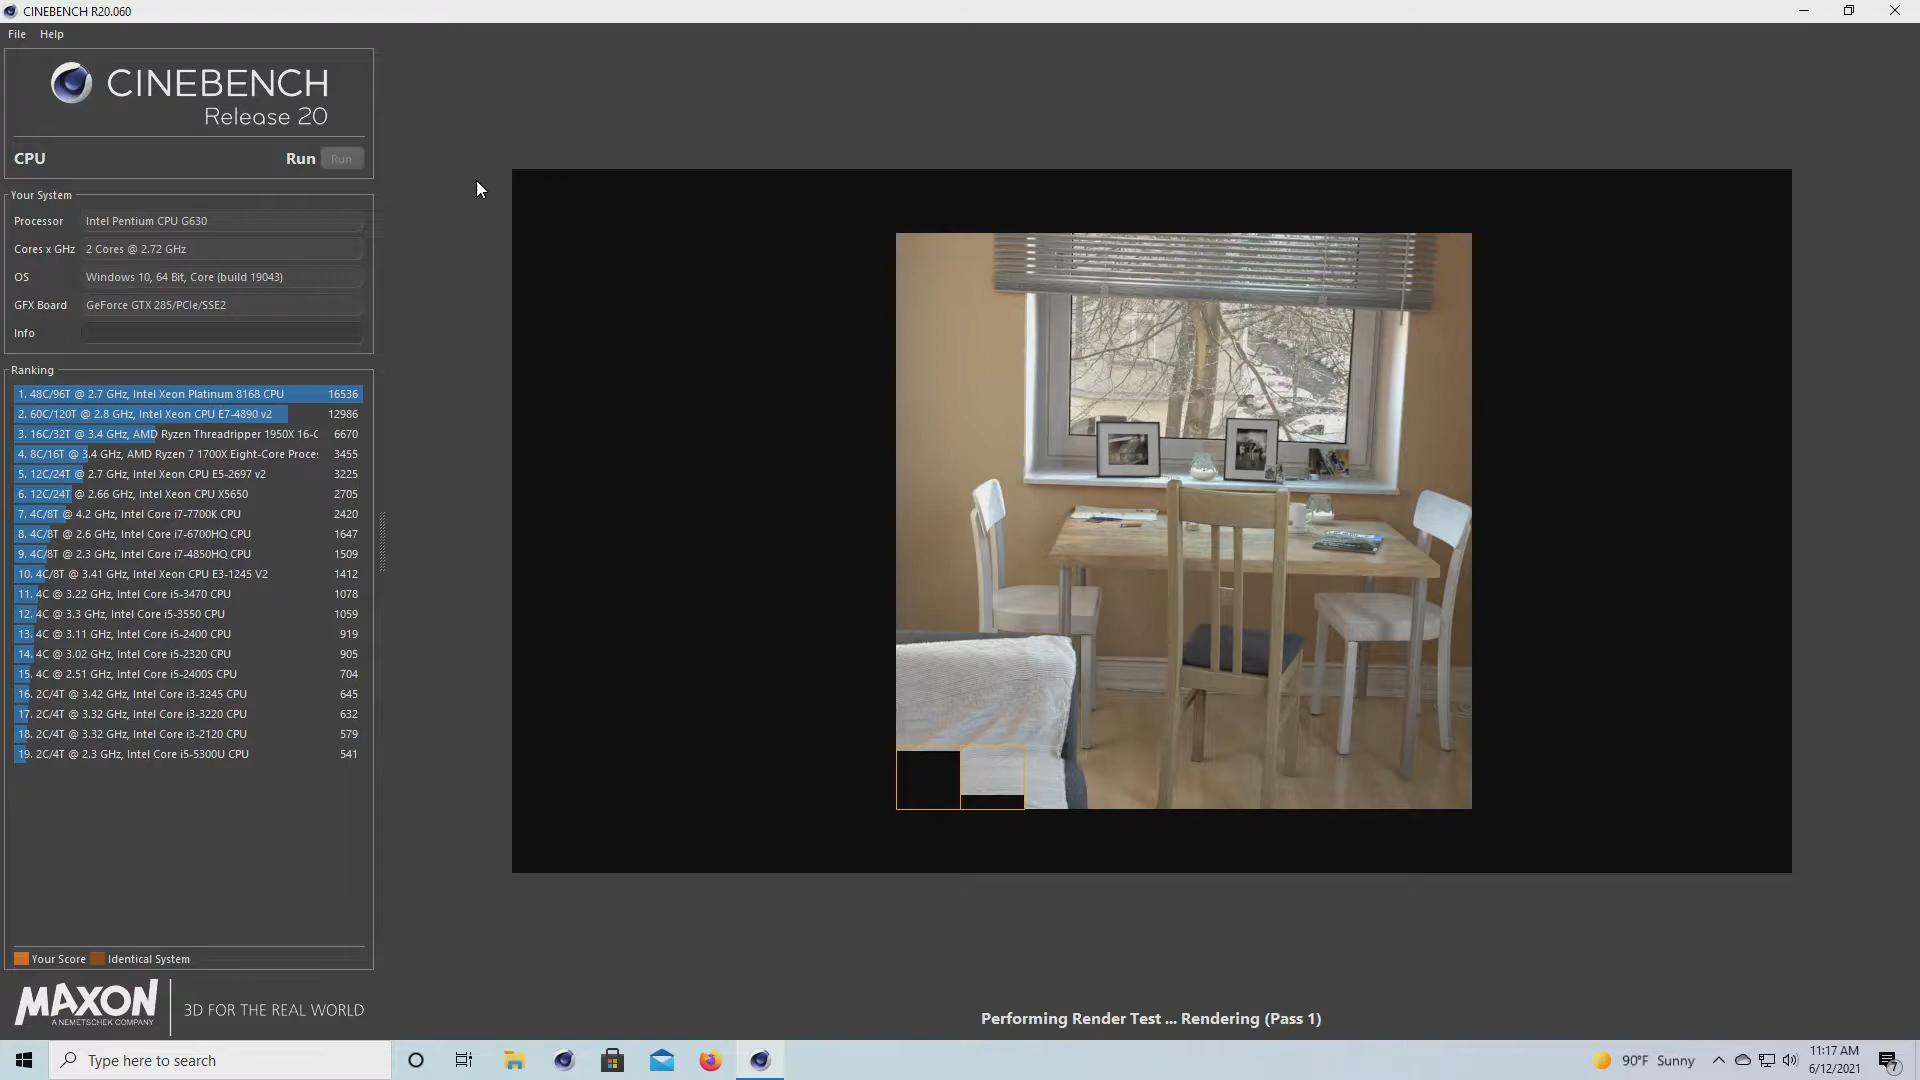 CINEBENCH R20.060
File Help
CINEBENCH
Release 20
CPU Run Run
Your System
Processor Intel Pentium CPU G630
Cores x GHz 2 Cores @ 2.72 GHz
OS Windows 10, 64 Bit, Core (build 19043)
GFX Board GeForce GTX 285/PCIe/SSE2
Info
Ranking
1. 48C/96T @ 2.7 GHz, Intel Xeon Platinum 8168 CPU 16536
2. 60C/120T @ 2.8 GHz, Intel Xeon CPU E7-4890 v2 12986
3. 16C/32T @ 3.4 GHz, AMD Ryzen Threadripper 1950X 16-C 6670
4. 8C/16T @ 3.4 GHz, AMD Ryzen 7 1700X Eight-Core Proce: 3455
5. 12C/24T @ 2.7 GHz, Intel Xeon CPU E5-2697 v2 3225
6. 12C/24T @ 2.66 GHz, Intel Xeon CPU X5650 2705
7. 4C/8T @ 4.2 GHz, Intel Core i7-7700K CPU 2420
8. 4C/8T @ 2.6 GHz, Intel Core i7-6700HQ CPU 1647
9. 4C/8T @ 2.3 GHz, Intel Core i7-4850HQ CPU 1509
10. 4C/8T @ 3.41 GHz, Intel Xeon CPU E3-1245 V2 1412
11. 4C @ 3.22 GHz, Intel Core i5-3470 CPU 1078
12. 4C @ 3.3 GHz, Intel Core i5-3550 CPU 1059
13. 4C @ 3.11 GHz, Intel Core i5-2400 CPU 919
14. 4C @ 3.02 GHz, Intel Core i5-2320 CPU 905
15. 4C @ 2.51 GHz, Intel Core i5-2400S CPU 704
16. 2C/4T @ 3.42 GHz, Intel Core i3-3245 CPU 645
17. 2C/4T @ 3.32 GHz, Intel Core i3-3220 CPU 632
18. 2C/4T @ 3.32 GHz, Intel Core i3-2120 CPU 579
19. 2C/4T @ 2.3 GHz, Intel Core i5-5300U CPU 541
Your Score Identical System
MAXON
A NEMETSCHEK COMPANY
3D FOR THE REAL WORLD
Performing Render Test ... Rendering (Pass 1)
Type here to search
90°F Sunny
11:17 AM
6/12/2021
7